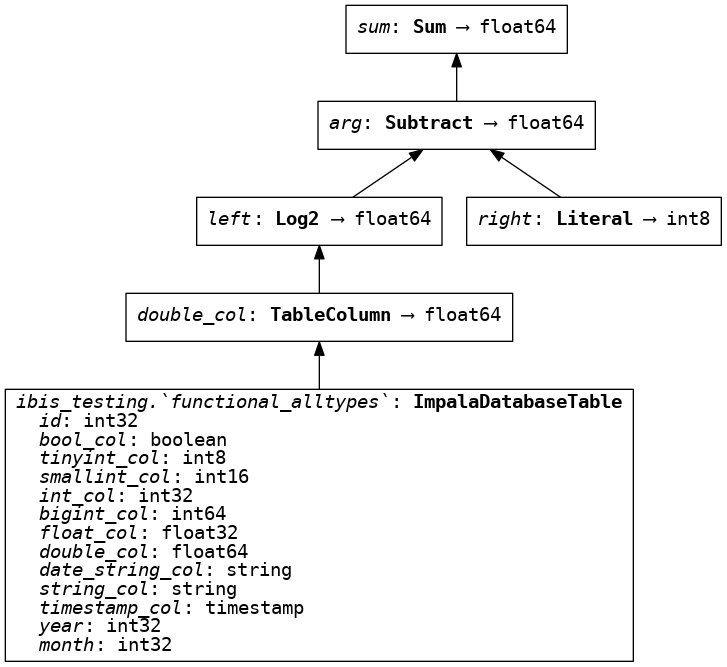 sum: Sum → float64
arg: Subtract → float64
left: Log2 → float64
right: Literal → int8
double_col: TableColumn → float64
ibis_testing.`functional_alltypes`: ImpalaDatabaseTable
id: int32
bool_col: boolean
tinyint_col: int8
smallint_col: int16
int_col: int32
bigint_col: int64
float_col: float32
double_col: float64
date_string_col: string
string_col: string
timestamp_col: timestamp
year: int32
month: int32